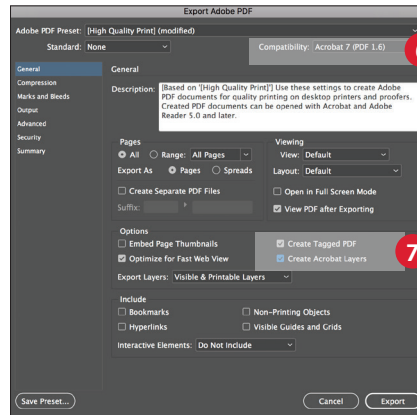 Export Adobe PDF
Adobe PDF Preset: [High Quality Print] (modified)
Standard: None
Compatibility: Acrobat 7 (PDF 1.6)
6
General
Compression
Marks and Bleeds
Output
Advanced
Security
Summary
General
Description: [Based on '[High Quality Print]'] Use these settings to create
Adobe PDF documents for quality printing on desktop printers and proofers.
Created PDF documents can be opened with Acrobat and Adobe
Reader 5.0 and later.
Pages
All Range: All Pages
Export As Pages Spreads
Create Separate PDF Files
Suffix:
Viewing
View: Default
Layout: Default
Open in Full Screen Mode
View PDF after Exporting
Options
Embed Page Thumbnails
Optimize for Fast Web View
Create Tagged PDF
Create Acrobat Layers
7
Export Layers: Visible & Printable Layers
Include
Bookmarks
Hyperlinks
Non-Printing Objects
Visible Guides and Grids
Interactive Elements: Do Not Include
Save Preset...
Cancel
Export